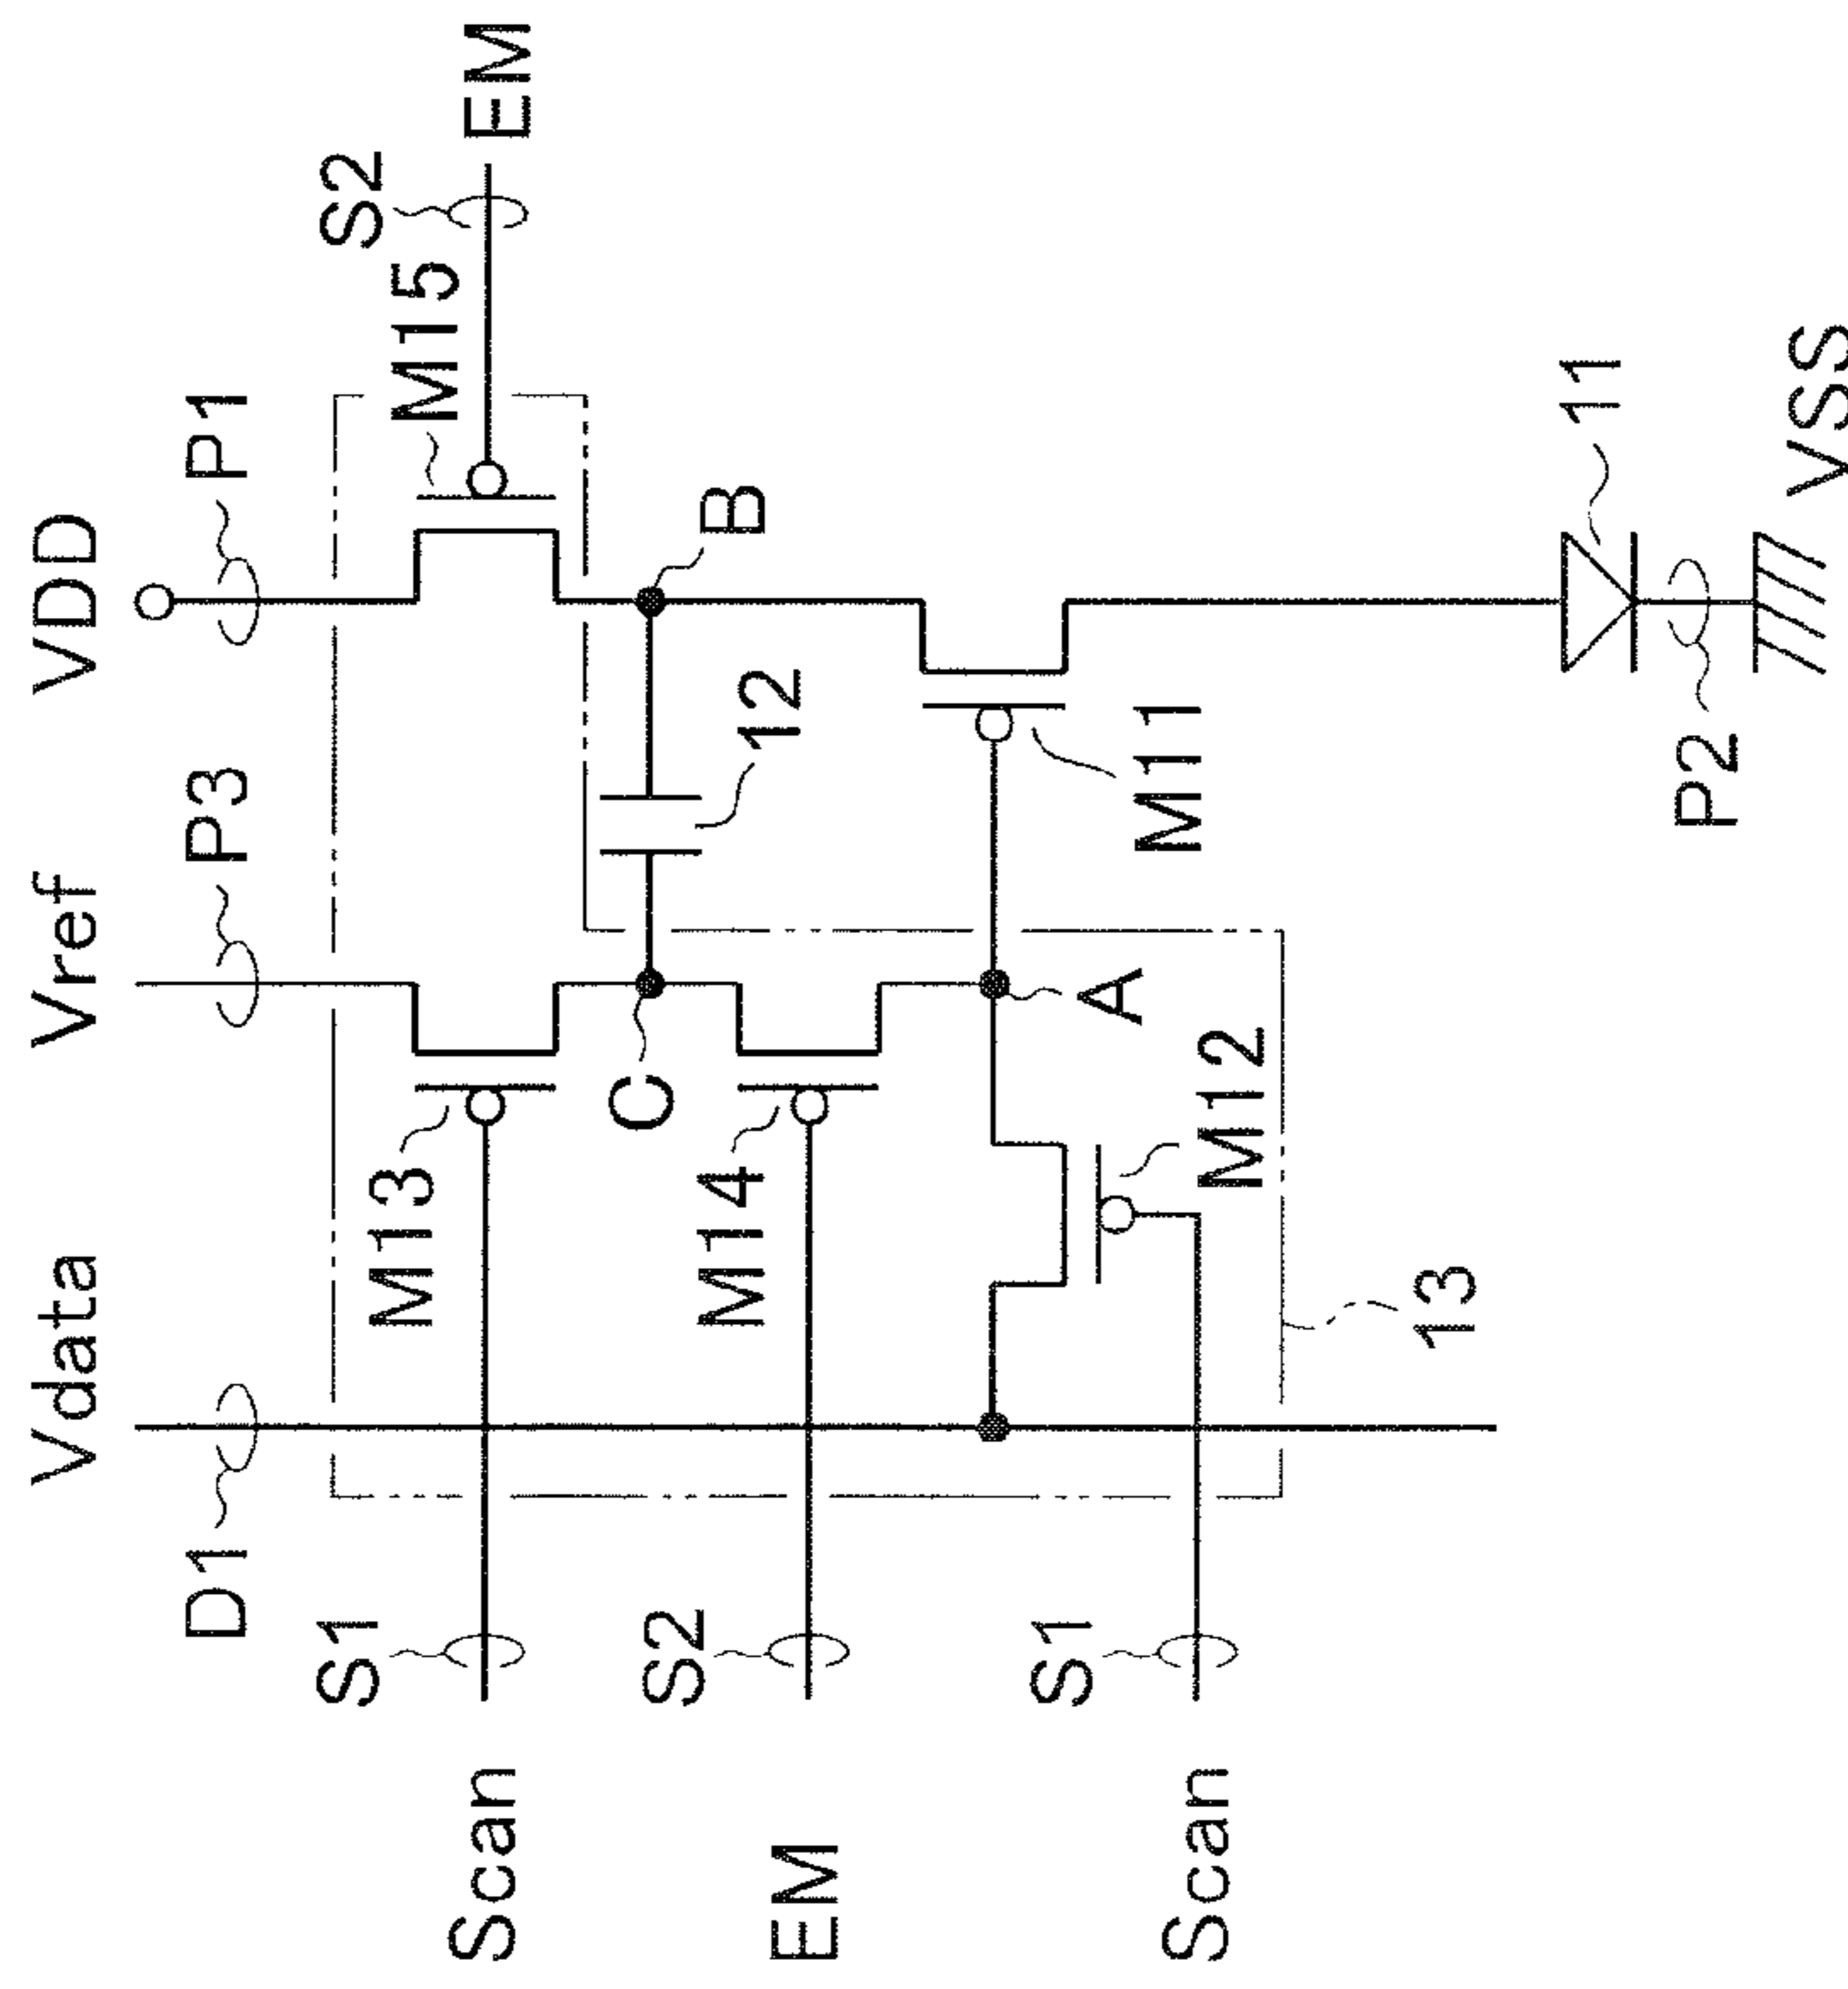 Vdata
Vref
VDD
D1
P3
P1
S1
S2
M13
M15
Scan
EM
C
S2
M14
B
12
EM
S1
A
M11
Scan
M12
13
11
P2
VSS